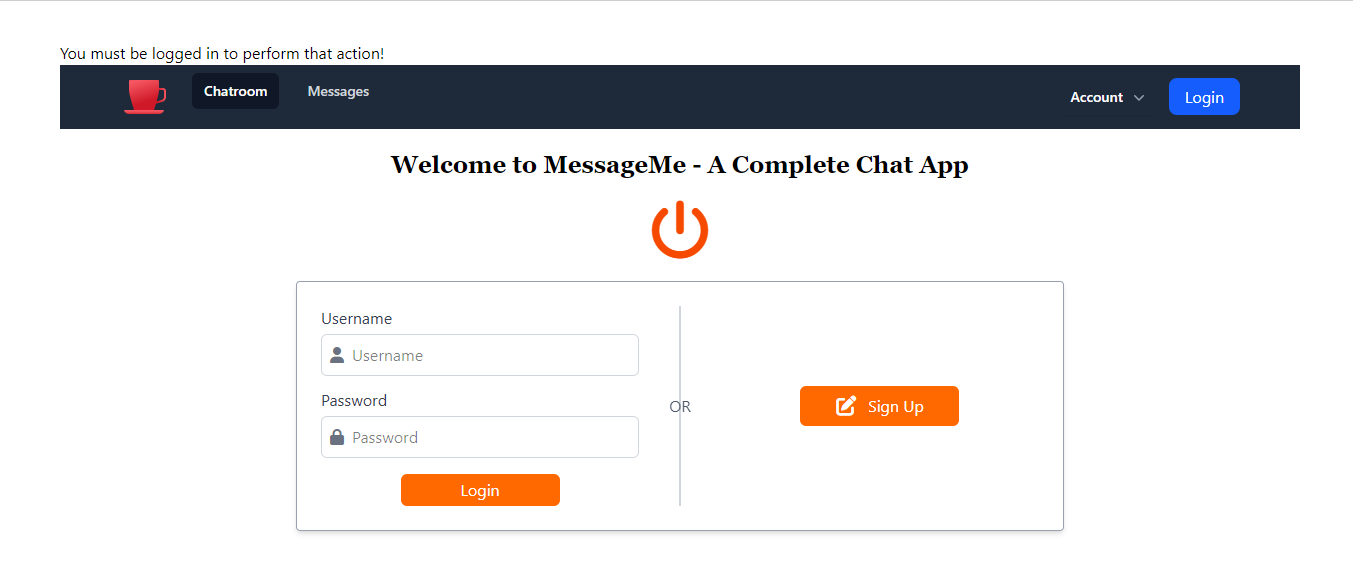 You must be logged in to perform that action!
Chatroom Messages Account Login
Welcome to MessageMe - A Complete Chat App
Username
Username
Password
Password
Login
OR
Sign Up